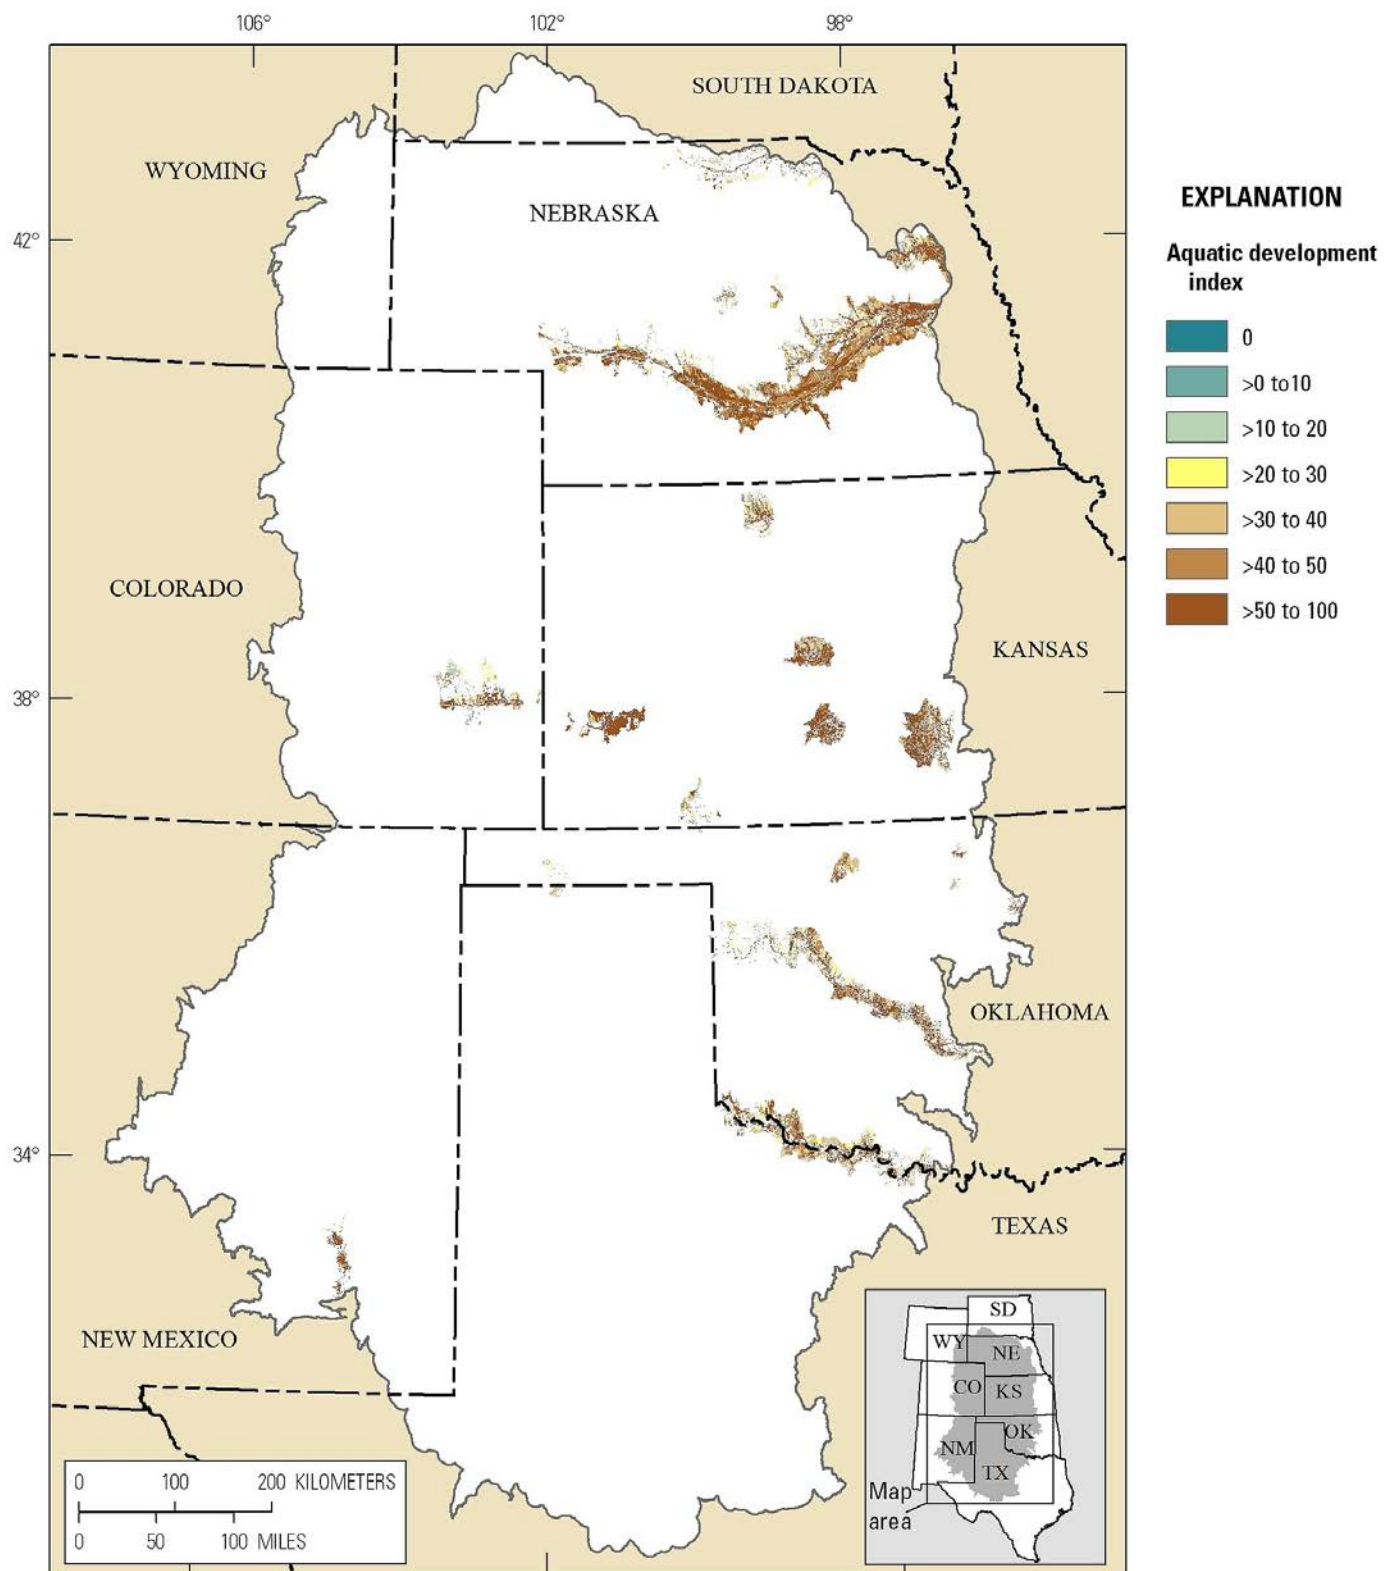 106° 102° 98°
SOUTH DAKOTA
WYOMING
NEBRASKA
42°
COLORADO
KANSAS
38°
OKLAHOMA
34°
TEXAS
NEW MEXICO
EXPLANATION
Aquatic development
index
0
>0 to10
>10 to 20
>20 to 30
>30 to 40
>40 to 50
>50 to 100
0 100 200 KILOMETERS
0 50 100 MILES
SD
WY
NE
CO
KS
OK
NM
TX
Map
area